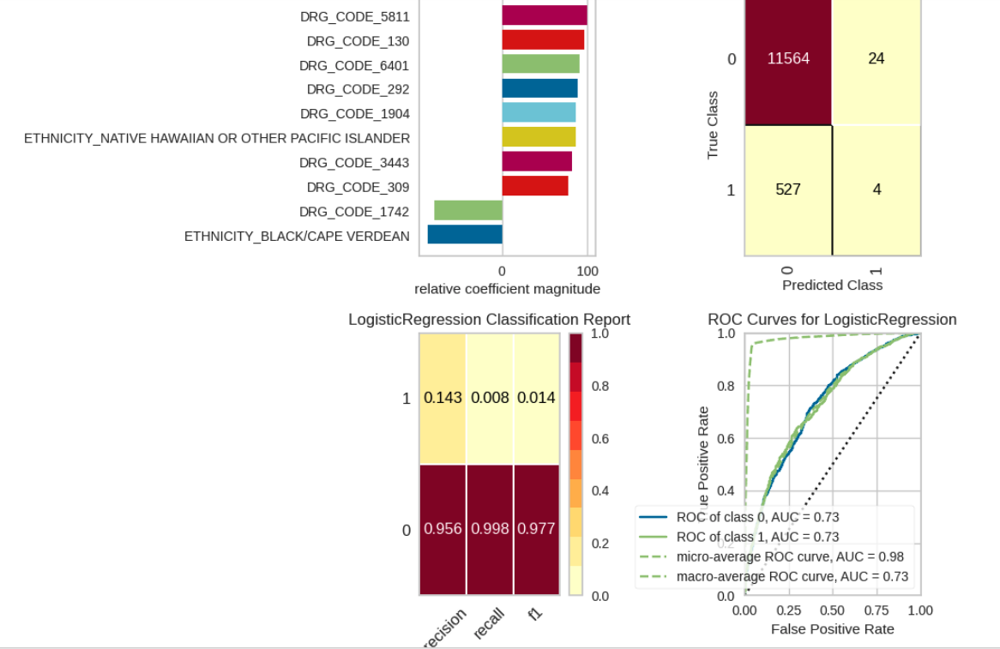 DRG_CODE_5811
DRG_CODE_130
DRG_CODE_6401
DRG_CODE_292
DRG_CODE_1904
ETHNICITY_NATIVE HAWAIIAN OR OTHER PACIFIC ISLANDER
DRG_CODE_3443
DRG_CODE_309
DRG_CODE_1742
ETHNICITY_BLACK/CAPE VERDEAN
0 100
relative coefficient magnitude
True Class
0
11564 24
1
527 4
0 1
Predicted Class
LogisticRegression Classification Report
1
0.143 0.008 0.014
0
0.956 0.998 0.977
recision recall f1
1.0
0.8
0.6
0.4
0.2
0.0
ROC Curves for LogisticRegression
True Positive Rate
1.0
0.8
0.6
0.4
0.2
0.0
ROC of class 0, AUC = 0.73
ROC of class 1, AUC = 0.73
micro-average ROC curve, AUC = 0.98
macro-average ROC curve, AUC = 0.73
0.00 0.25 0.50 0.75 1.00
False Positive Rate